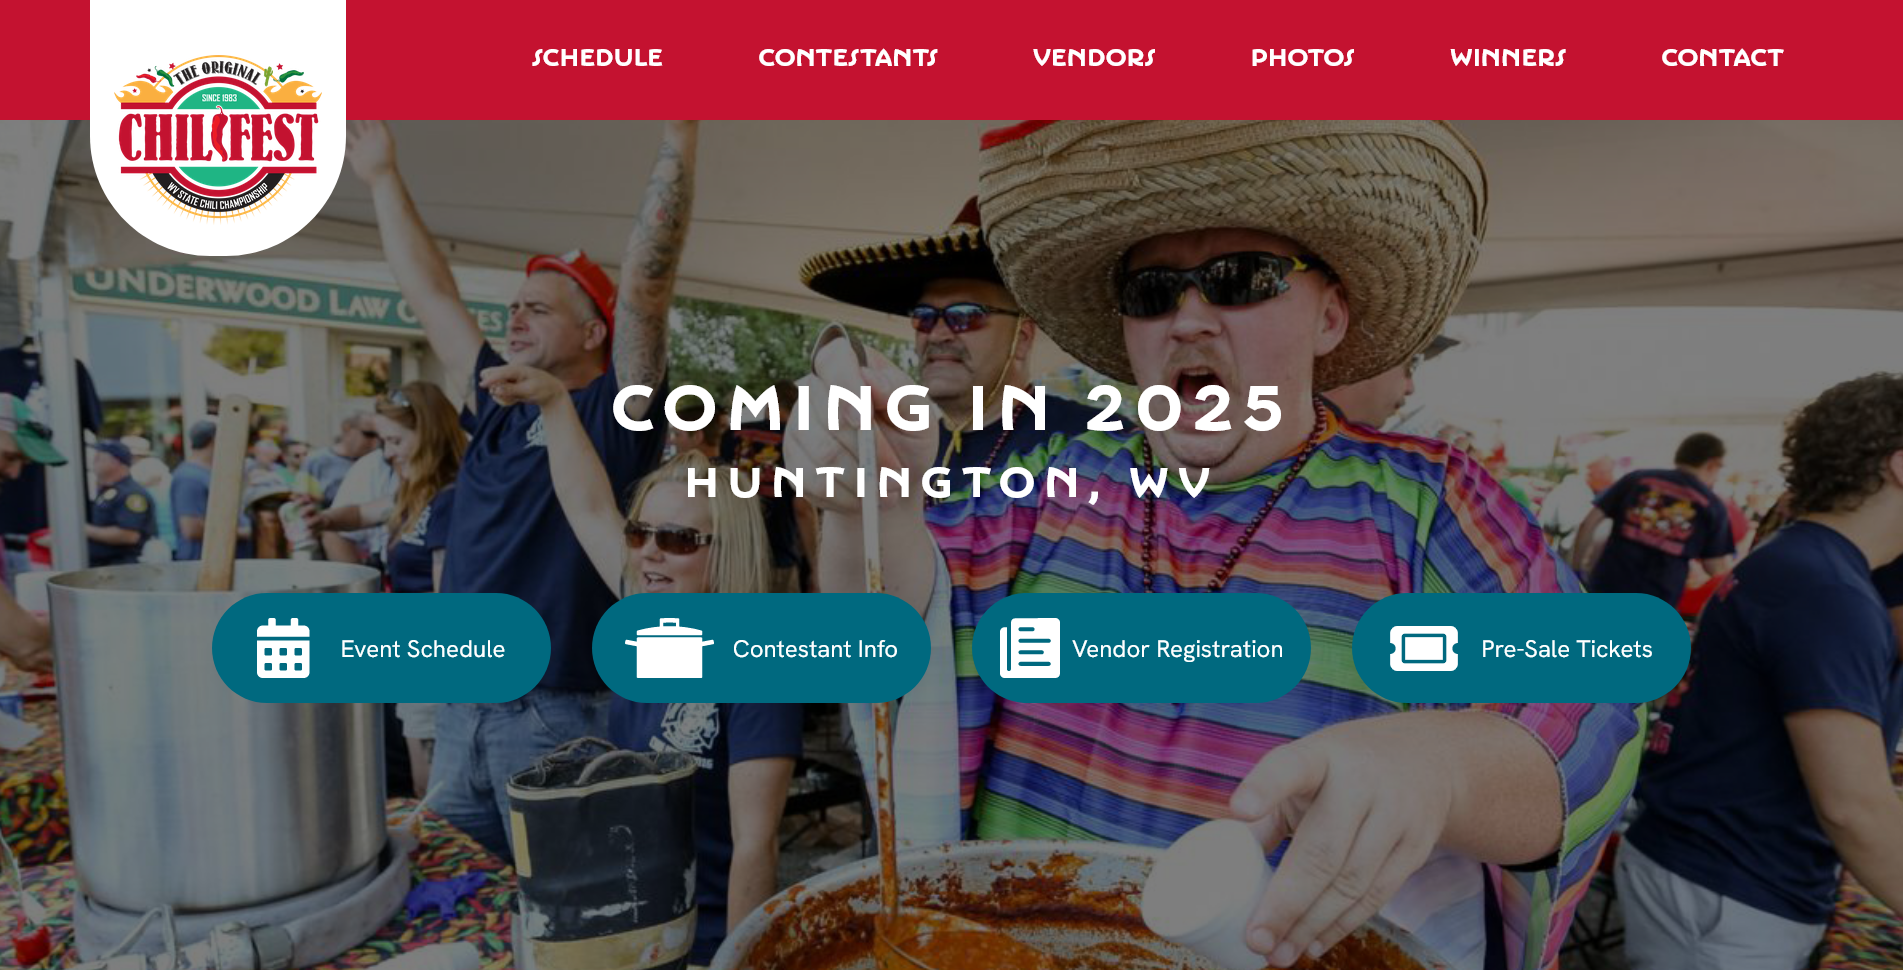 SCHEDULE CONTESTANTS VENDORS PHOTOS WINNERS CONTACT
THE ORIGINAL
SINCE 1983
CHILIFEST
WV STATE CHILI CHAMPIONSHIP
UNDERWOOD LAW OFFICES
COMING IN 2025
HUNTINGTON, WV
Event Schedule
Contestant Info
Vendor Registration
Pre-Sale Tickets